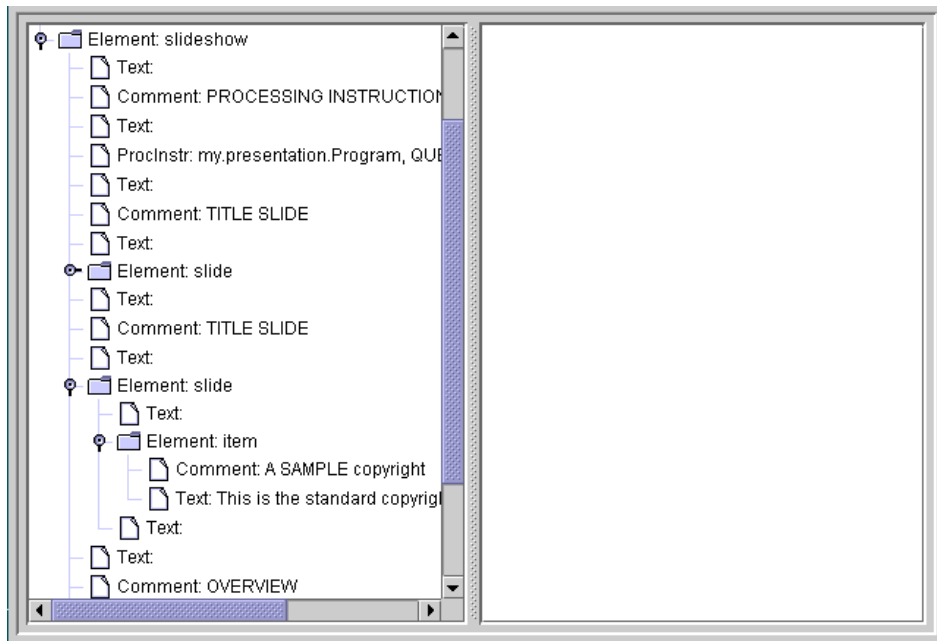 Element: slideshow
Text:
Comment: PROCESSING INSTRUCTION
Text:
ProcInstr: my.presentation.Program, QUE
Text:
Comment: TITLE SLIDE
Text:
Element: slide
Text:
Comment: TITLE SLIDE
Text:
Element: slide
Text:
Element: item
Comment: A SAMPLE copyright
Text: This is the standard copyrigl
Text:
Text:
Comment: OVERVIEW